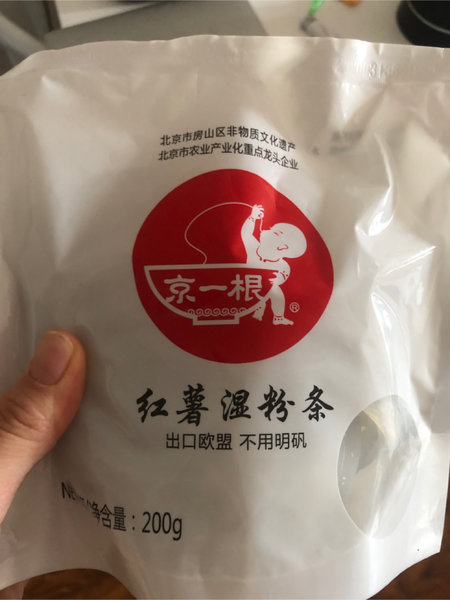 北京市房山区非物质文化遗产
北京市农业产业化重点龙头企业
京一根
®
红薯湿粉条
出口欧盟 不用明矾
净含量：200g